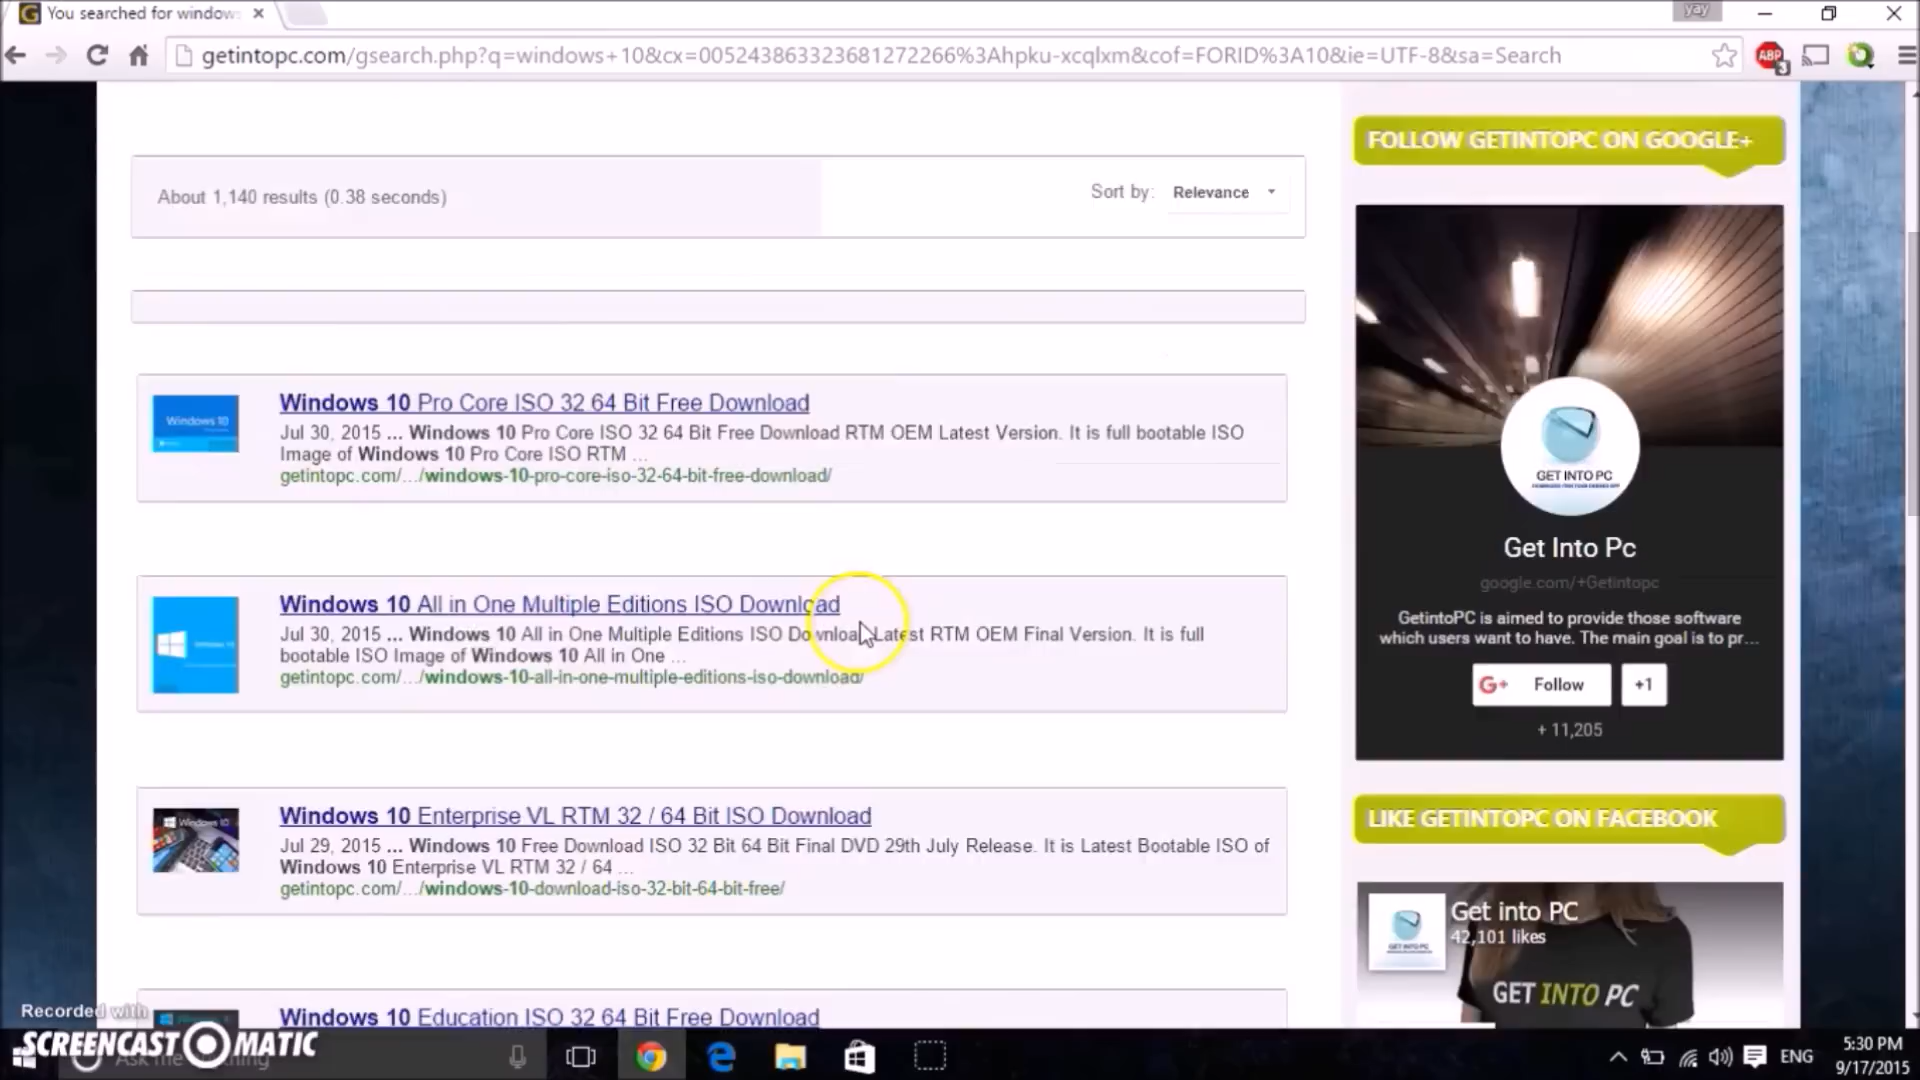 You searched for window
yay
getintopc.com/gsearch.php?q=windows+10&cx=005243863323681272266%3Ahpku-xcqlxm&cof=FORID%3A10&ie=UTF-8&sa=Search
ABP
3
About 1,140 results (0.38 seconds)
Sort by: Relevance
Windows 10 Pro Core ISO 32 64 Bit Free Download
Jul 30, 2015 ... Windows 10 Pro Core ISO 32 64 Bit Free Download RTM OEM Latest Version. It is full bootable ISO
Image of Windows 10 Pro Core ISO RTM ...
getintopc.com/.../windows-10-pro-core-iso-32-64-bit-free-download/
Windows 10
Windows 10 All in One Multiple Editions ISO Download
Jul 30, 2015 ... Windows 10 All in One Multiple Editions ISO Download Latest RTM OEM Final Version. It is full
bootable ISO Image of Windows 10 All in One ...
getintopc.com/.../windows-10-all-in-one-multiple-editions-iso-download/
Windows 10 Enterprise VL RTM 32 / 64 Bit ISO Download
Jul 29, 2015 ... Windows 10 Free Download ISO 32 Bit 64 Bit Final DVD 29th July Release. It is Latest Bootable ISO of
Windows 10 Enterprise VL RTM 32 / 64 ...
getintopc.com/.../windows-10-download-iso-32-bit-64-bit-free/
Windows 10
Windows 10 Education ISO 32 64 Bit Free Download
FOLLOW GETINTOPC ON GOOGLE+
GET INTO PC
Get Into Pc
google.com/+Getintopc
GetintoPC is aimed to provide those software
which users want to have. The main goal is to pr...
G+ Follow
+1
+ 11,205
LIKE GETINTOPC ON FACEBOOK
Get into PC
42,101 likes
GET INTO PC
Recorded with
SCREENCAST MATIC
Ask me anything
ENG
5:30 PM
9/17/2015